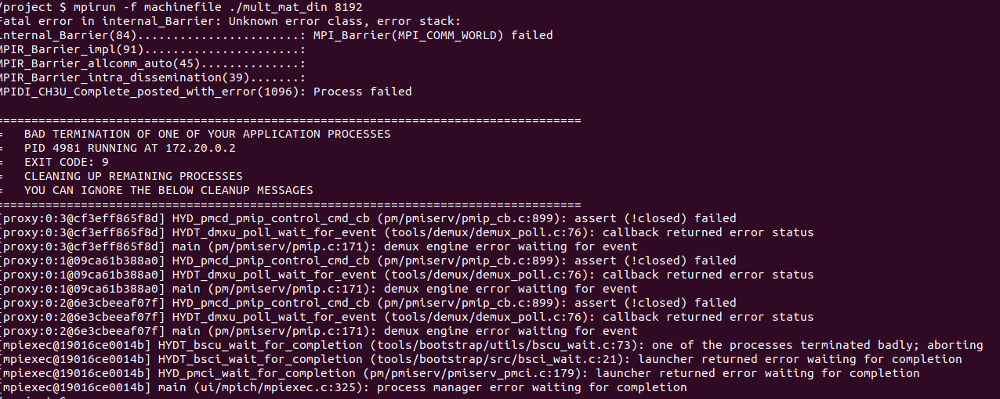 /project $ mpirun -f machinefile ./mult_mat_din 8192
Fatal error in internal_Barrier: Unknown error class, error stack:
internal_Barrier(84).......................: MPI_Barrier(MPI_COMM_WORLD) failed
MPIR_Barrier_impl(91)......................:
MPIR_Barrier_allcomm_auto(45)..............:
MPIR_Barrier_intra_dissemination(39).......:
MPIDI_CH3U_Complete_posted_with_error(1096): Process failed
===================================================================================
=   BAD TERMINATION OF ONE OF YOUR APPLICATION PROCESSES
=   PID 4981 RUNNING AT 172.20.0.2
=   EXIT CODE: 9
=   CLEANING UP REMAINING PROCESSES
=   YOU CAN IGNORE THE BELOW CLEANUP MESSAGES
===================================================================================
[proxy:0:3@cf3eff865f8d] HYD_pmcd_pmip_control_cmd_cb (pm/pmiserv/pmip_cb.c:899): assert (!closed) failed
[proxy:0:3@cf3eff865f8d] HYDT_dmxu_poll_wait_for_event (tools/demux/demux_poll.c:76): callback returned error status
[proxy:0:3@cf3eff865f8d] main (pm/pmiserv/pmip.c:171): demux engine error waiting for event
[proxy:0:1@09ca61b388a0] HYD_pmcd_pmip_control_cmd_cb (pm/pmiserv/pmip_cb.c:899): assert (!closed) failed
[proxy:0:1@09ca61b388a0] HYDT_dmxu_poll_wait_for_event (tools/demux/demux_poll.c:76): callback returned error status
[proxy:0:1@09ca61b388a0] main (pm/pmiserv/pmip.c:171): demux engine error waiting for event
[proxy:0:2@6e3cbeeaf07f] HYD_pmcd_pmip_control_cmd_cb (pm/pmiserv/pmip_cb.c:899): assert (!closed) failed
[proxy:0:2@6e3cbeeaf07f] HYDT_dmxu_poll_wait_for_event (tools/demux/demux_poll.c:76): callback returned error status
[proxy:0:2@6e3cbeeaf07f] main (pm/pmiserv/pmip.c:171): demux engine error waiting for event
[mpiexec@19016ce0014b] HYDT_bscu_wait_for_completion (tools/bootstrap/utils/bscu_wait.c:73): one of the processes terminated badly; aborting
[mpiexec@19016ce0014b] HYDT_bsci_wait_for_completion (tools/bootstrap/src/bsci_wait.c:21): launcher returned error waiting for completion
[mpiexec@19016ce0014b] HYD_pmci_wait_for_completion (pm/pmiserv/pmiserv_pmci.c:179): launcher returned error waiting for completion
[mpiexec@19016ce0014b] main (ui/mpich/mpiexec.c:325): process manager error waiting for completion
/project $